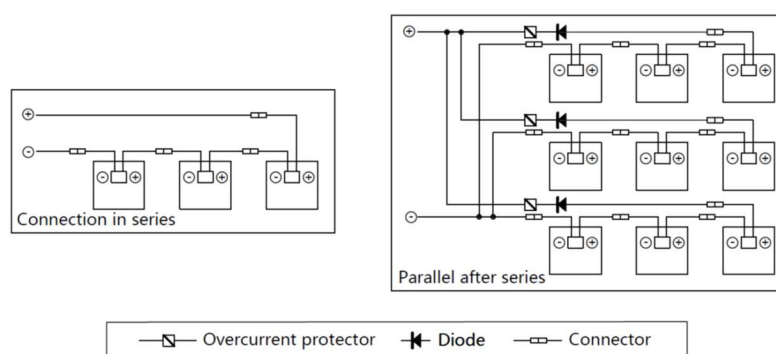 Connection in series
Parallel after series
Overcurrent protector
Diode
Connector